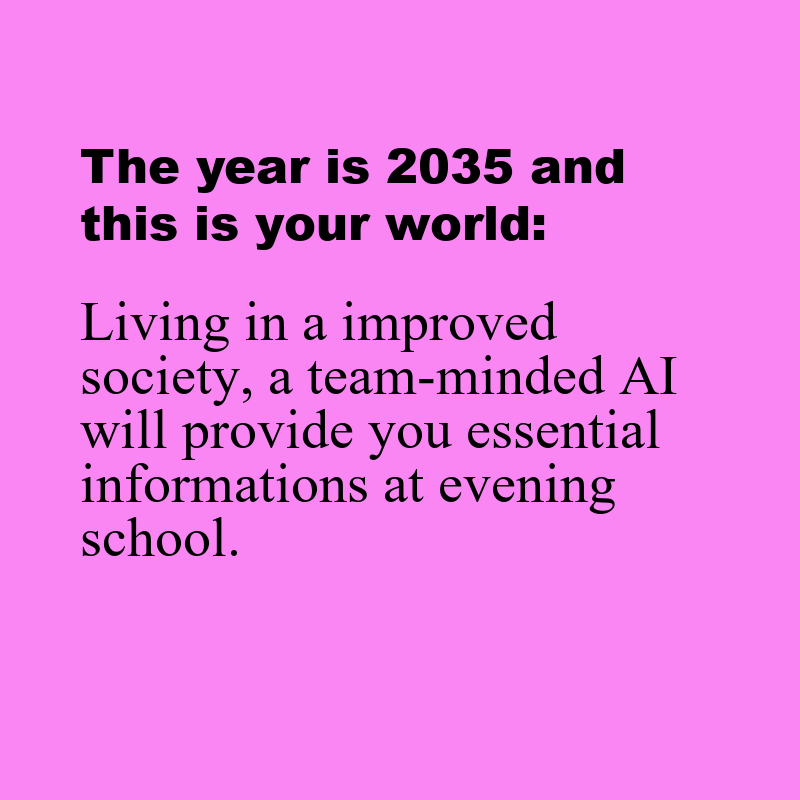 The year is 2035 and
this is your world:
Living in a improved
society, a team-minded AI
will provide you essential
informations at evening
school.